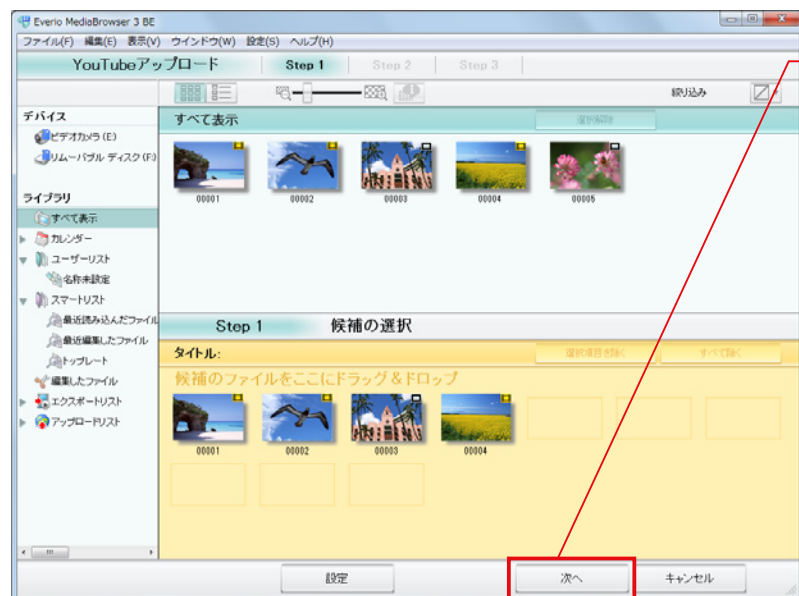 Everio MediaBrowser 3 BE
ファイル(F) 編集(E) 表示(V) ウインドウ(W) 設定(S) ヘルプ(H)
YouTubeアップロード Step 1 Step 2 Step 3
絞り込み
デバイス
ビデオカメラ (E)
リムーバブル ディスク (F)
ライブラリ
すべて表示
カレンダー
ユーザーリスト
名称未設定
スマートリスト
最近読み込んだファイル
最近編集したファイル
トップレート
編集したファイル
エクスポートリスト
アップロードリスト
すべて表示 選択解除
00001 00002 00003 00004 00005
Step 1 候補の選択
タイトル: 選択項目を除く すべて除く
候補のファイルをここにドラッグ&ドロップ
00001 00002 00003 00004
設定 次へ キャンセル